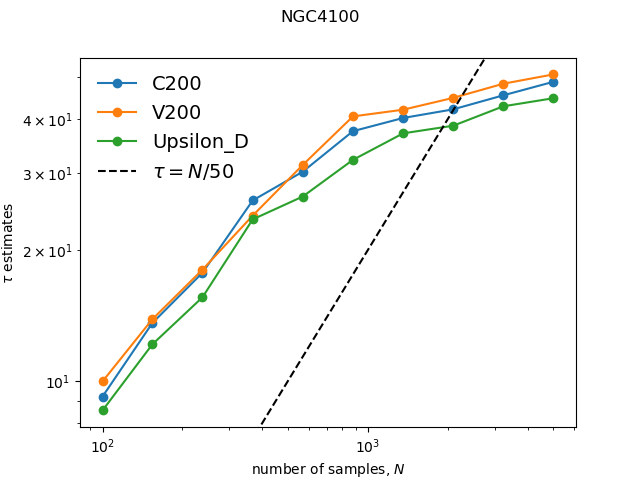 NGC4100
C200
V200
Upsilon_D
τ = N/50
4 × 10¹
3 × 10¹
2 × 10¹
10¹
τ estimates
10² 10³
number of samples, N